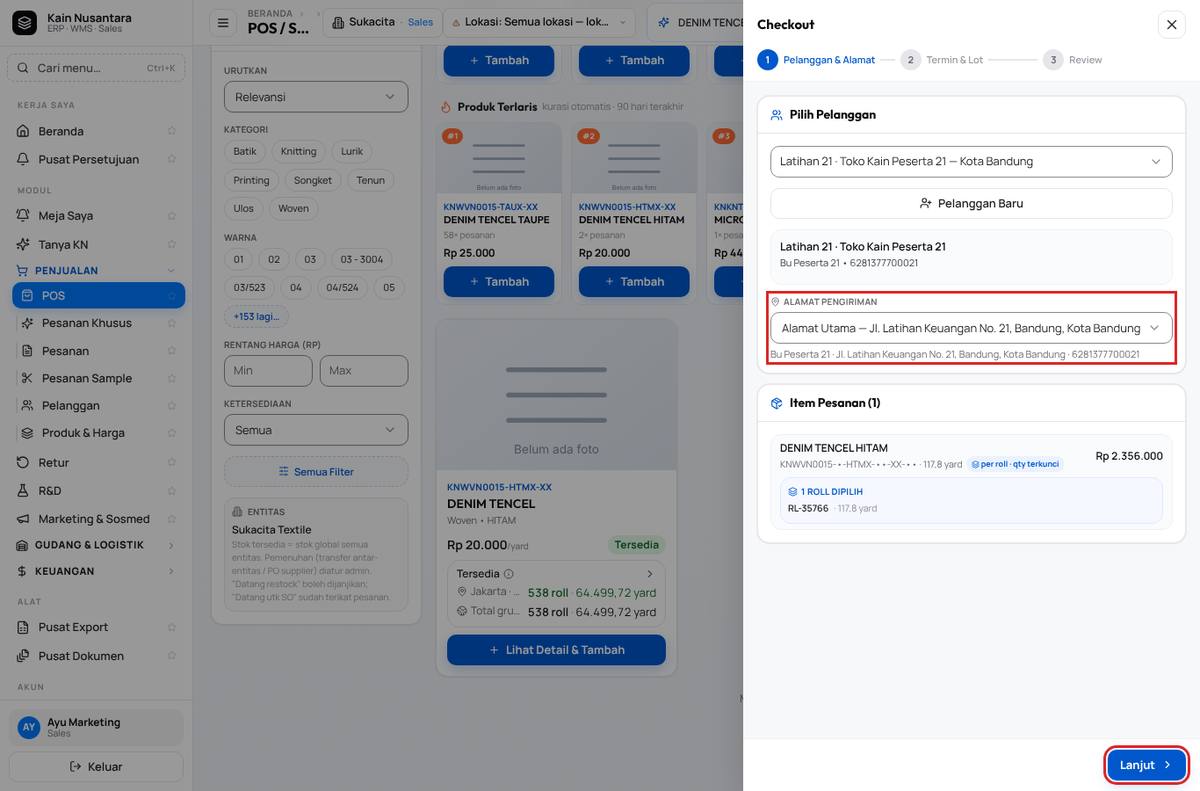 Kain Nusantara
ERP · WMS · Sales
Cari menu... Ctrl+K
KERJA SAYA
Beranda
Pusat Persetujuan
MODUL
Meja Saya
Tanya KN
PENJUALAN
POS
Pesanan Khusus
Pesanan
Pesanan Sample
Pelanggan
Produk & Harga
Retur
R&D
Marketing & Sosmed
GUDANG & LOGISTIK
KEUANGAN
ALAT
Pusat Export
Pusat Dokumen
AKUN
AY Ayu Marketing
Sales
Keluar
BERANDA
POS / S...
Sukacita · Sales
Lokasi: Semua lokasi — lok...
DENIM TENCE
URUTKAN
Relevansi
KATEGORI
Batik Knitting Lurik
Printing Songket Tenun
Ulos Woven
WARNA
01 02 03 03 - 3004
03/523 04 04/524 05
+153 lagi...
RENTANG HARGA (RP)
Min Max
KETERSEDIAAN
Semua
Semua Filter
ENTITAS
Sukacita Textile
Stok tersedia = stok global semua
entitas. Pemenuhan (transfer antar-
entitas / PO supplier) diatur admin.
"Datang restock" boleh dijanjikan;
"Datang utk SO" sudah terikat pesanan.
+ Tambah + Tambah
Produk Terlaris kurasi otomatis · 90 hari terakhir
#1
Belum ada foto
KNWVN0015-TAUX-XX
DENIM TENCEL TAUPE
58× pesanan
Rp 25.000
+ Tambah
#2
Belum ada foto
KNWVN0015-HTMX-XX
DENIM TENCEL HITAM
2× pesanan
Rp 20.000
+ Tambah
#3
KNKNT
MICRO
1× pesa
Rp 44
Belum ada foto
KNWVN0015-HTMX-XX
DENIM TENCEL
Woven • HITAM
Rp 20.000/yard Tersedia
Tersedia
Jakarta · ... 538 roll · 64.499,72 yard
Total gru... 538 roll · 64.499,72 yard
+ Lihat Detail & Tambah
Checkout
1 Pelanggan & Alamat 2 Termin & Lot 3 Review
Pilih Pelanggan
Latihan 21 · Toko Kain Peserta 21 — Kota Bandung
Pelanggan Baru
Latihan 21 · Toko Kain Peserta 21
Bu Peserta 21 • 6281377700021
ALAMAT PENGIRIMAN
Alamat Utama — Jl. Latihan Keuangan No. 21, Bandung, Kota Bandung
Bu Peserta 21 · Jl. Latihan Keuangan No. 21, Bandung, Kota Bandung · 6281377700021
Item Pesanan (1)
DENIM TENCEL HITAM
Rp 2.356.000
KNWVN0015-•-HTMX-••-XX-•• · 117.8 yard per roll · qty terkunci
1 ROLL DIPILIH
RL-35766 · 117.8 yard
Lanjut